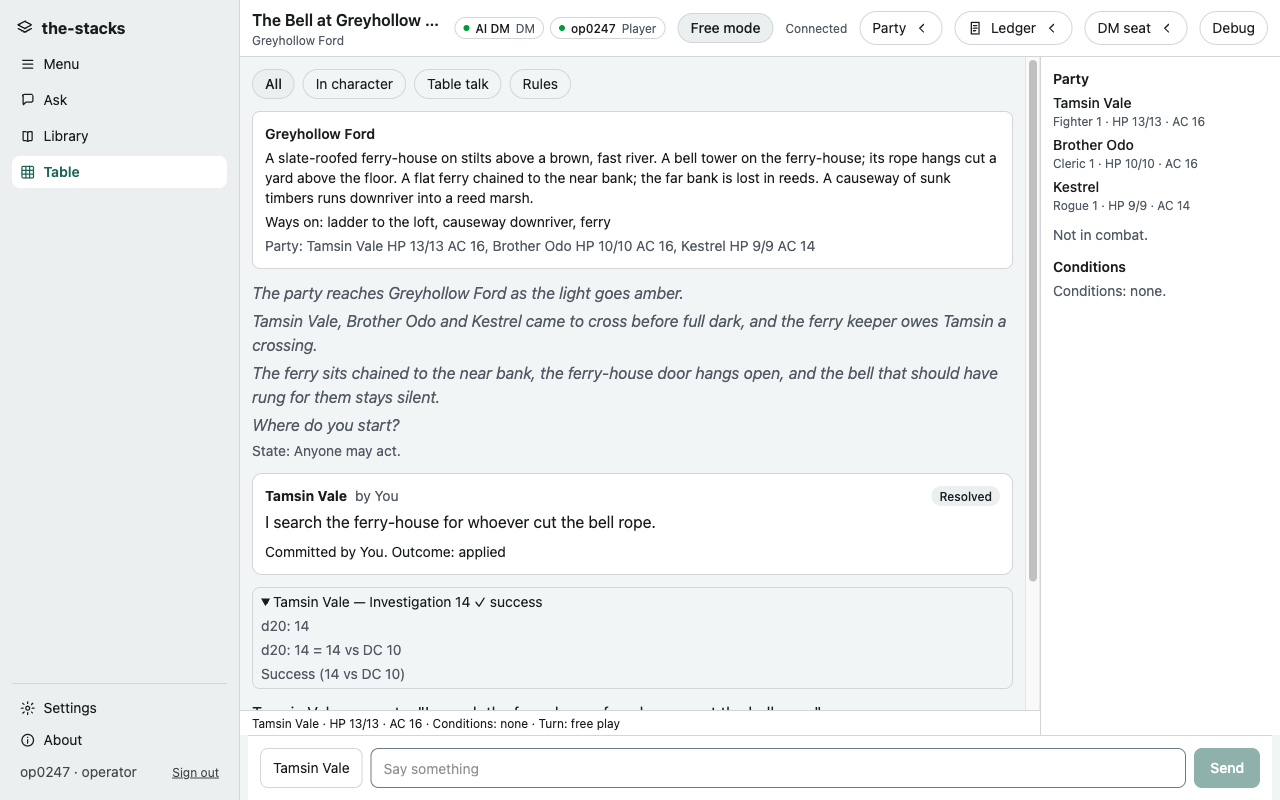 the-stacks
Menu
Ask
Library
Table
Settings
About
op0247 · operator
Sign out
The Bell at Greyhollow ...
Greyhollow Ford
AI DM DM
op0247 Player
Free mode
Connected
Party
Ledger
DM seat
Debug
All
In character
Table talk
Rules
Greyhollow Ford
A slate-roofed ferry-house on stilts above a brown, fast river. A bell tower on the ferry-house; its rope hangs cut a
yard above the floor. A flat ferry chained to the near bank; the far bank is lost in reeds. A causeway of sunk
timbers runs downriver into a reed marsh.
Ways on: ladder to the loft, causeway downriver, ferry
Party: Tamsin Vale HP 13/13 AC 16, Brother Odo HP 10/10 AC 16, Kestrel HP 9/9 AC 14
The party reaches Greyhollow Ford as the light goes amber.
Tamsin Vale, Brother Odo and Kestrel came to cross before full dark, and the ferry keeper owes Tamsin a
crossing.
The ferry sits chained to the near bank, the ferry-house door hangs open, and the bell that should have
rung for them stays silent.
Where do you start?
State: Anyone may act.
Tamsin Vale by You
Resolved
I search the ferry-house for whoever cut the bell rope.
Committed by You. Outcome: applied
▼ Tamsin Vale — Investigation 14 ✓ success
d20: 14
d20: 14 = 14 vs DC 10
Success (14 vs DC 10)
Tamsin Vale · HP 13/13 · AC 16 · Conditions: none · Turn: free play
Tamsin Vale
Say something
Send
Party
Tamsin Vale
Fighter 1 · HP 13/13 · AC 16
Brother Odo
Cleric 1 · HP 10/10 · AC 16
Kestrel
Rogue 1 · HP 9/9 · AC 14
Not in combat.
Conditions
Conditions: none.